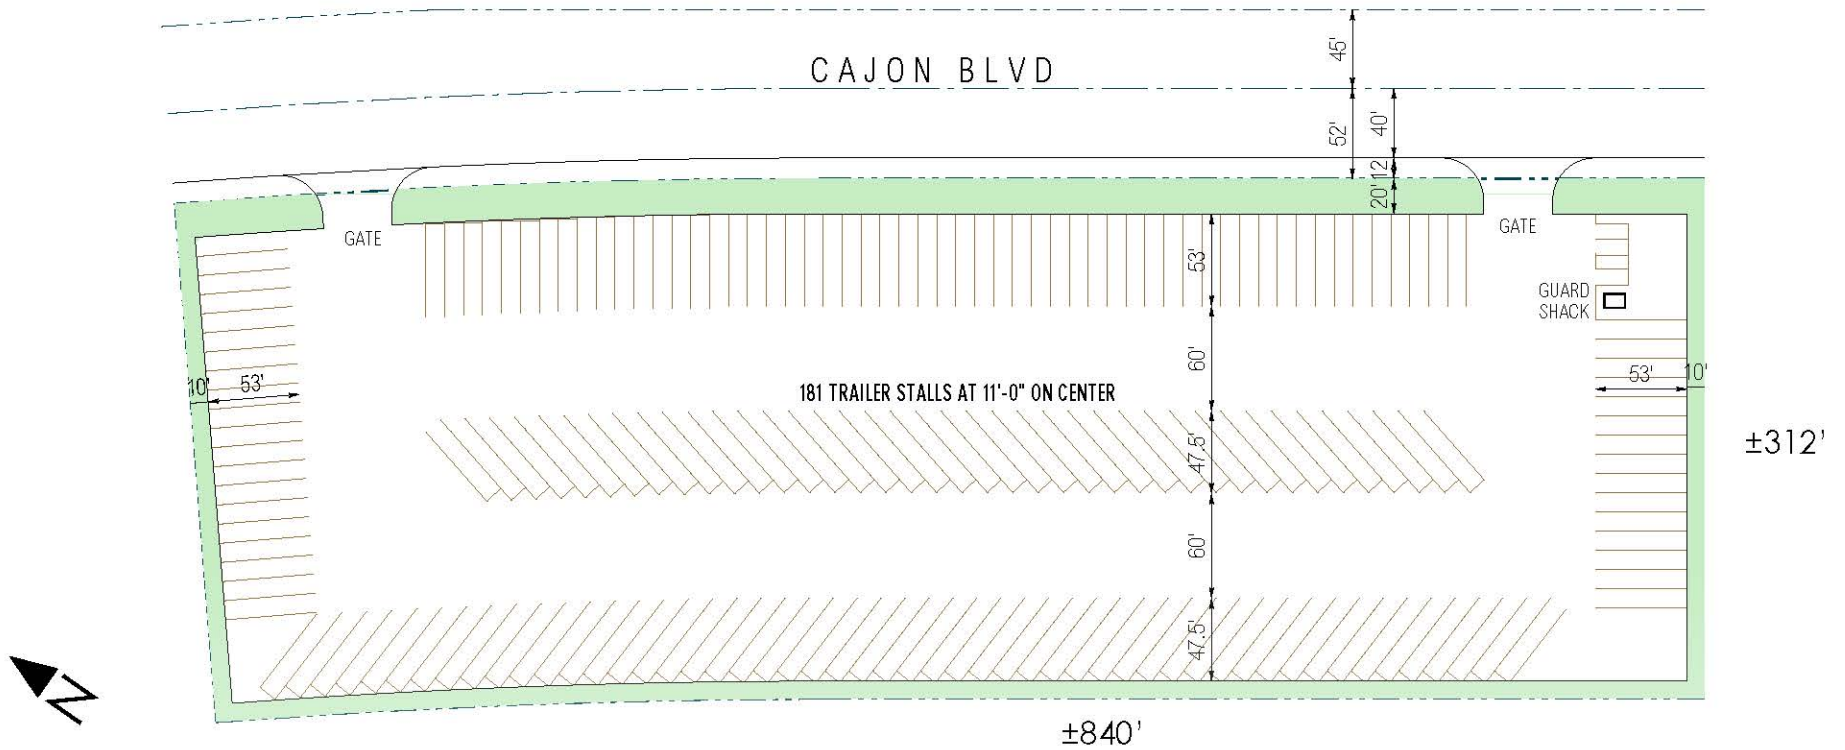 45'
CAJON BLVD
52'
40'
12
20'
GATE
GATE
53'
GUARD
SHACK
60'
10'
53'
181 TRAILER STALLS AT 11'-0" ON CENTER
53'
10'
47.5'
±312'
60'
47.5'
N
±840'